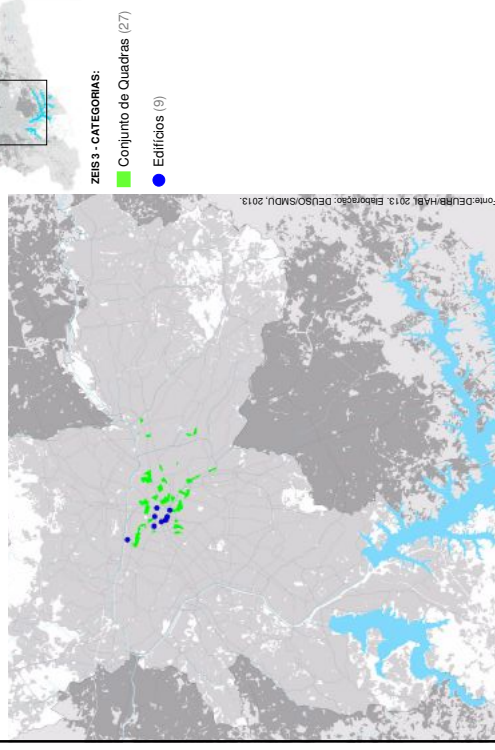 ZEIS 3 - CATEGORIAS:
Conjunto de Quadras (27)
Edifícios (9)
Fonte:DEURB/HABI, 2013. Elaboração: DEUSO/SMDU, 2013.